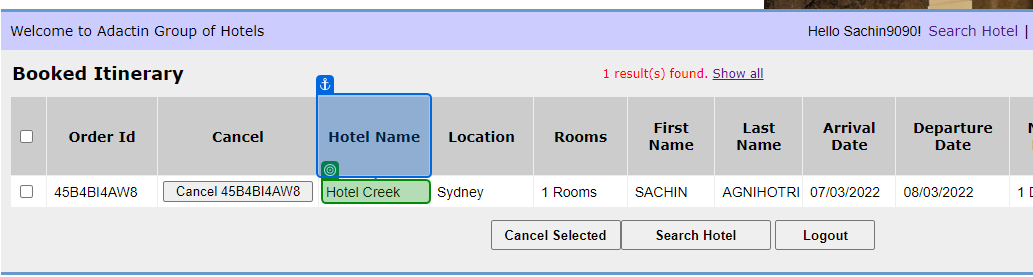 Welcome to Adactin Group of Hotels
Hello Sachin9090! Search Hotel |
Booked Itinerary
1 result(s) found. Show all
Order Id Cancel Hotel Name Location Rooms First Name Last Name Arrival Date Departure Date
45B4BI4AW8 Cancel 45B4BI4AW8 Hotel Creek Sydney 1 Rooms SACHIN AGNIHOTRI 07/03/2022 08/03/2022 1
Cancel Selected Search Hotel Logout